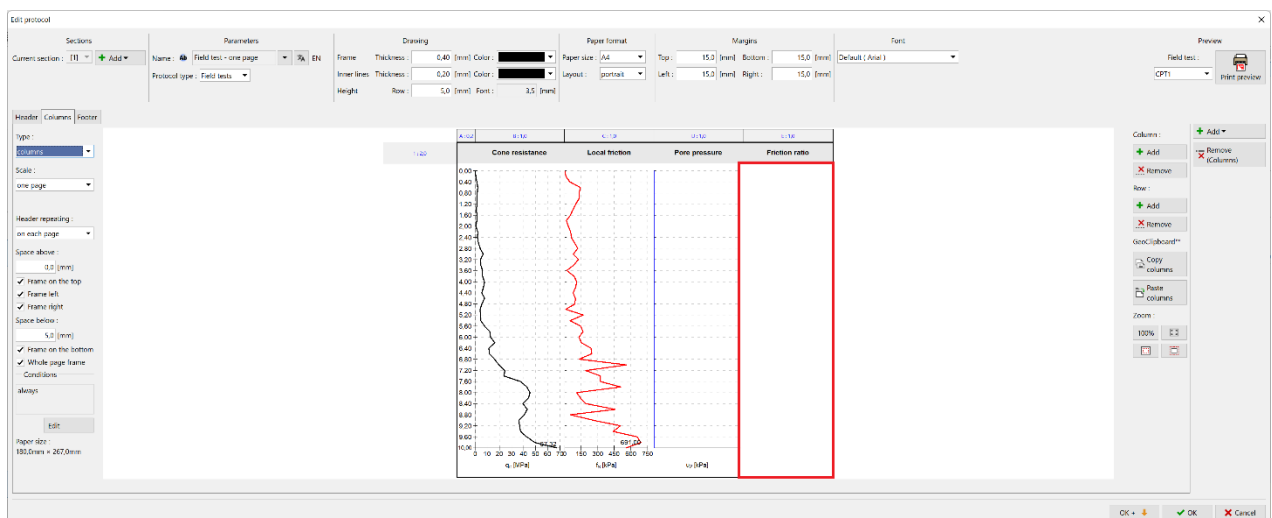 Edit protocol
Sections
Parameters
Drawing
Paper format
Margins
Font
Preview
Current section : [1] Add
Name : Field test - one page EN
Frame Thickness : 0,40 [mm] Color :
Paper size : A4
Top : 15,0 [mm] Bottom : 15,0 [mm]
Default ( Arial )
Field test :
Protocol type : Field tests
Inner lines Thickness : 0,20 [mm] Color :
Layout : portrait
Left : 15,0 [mm] Right : 15,0 [mm]
CPT1
Print preview
Height Row : 5,0 [mm] Font : 3,5 [mm]
Header Columns Footer
Type :
columns
Scale :
one page
Header repeating :
on each page
Space above :
0,0 [mm]
Frame on the top
Frame left
Frame right
Space below :
5,0 [mm]
Frame on the bottom
Whole page frame
Conditions
always
Edit
Paper size :
180,0mm × 267,0mm
Cone resistance Local friction Pore pressure Friction ratio
0,00
0,40
0,80
1,20
1,60
2,00
2,40
2,80
3,20
3,60
4,00
4,40
4,80
5,20
5,60
6,00
6,40
6,80
7,20
7,60
8,00
8,40
8,80
9,20
9,60
10,00
0 10 20 30 40 50 60 150 300 450 600 750
[MPa] [kPa] [kPa]
Column :
Add
Remove
Row :
Add
Remove
GeoClipboard™
Copy
columns
Paste
columns
Zoom :
100%
Add
Remove
(Columns)
OK + OK Cancel